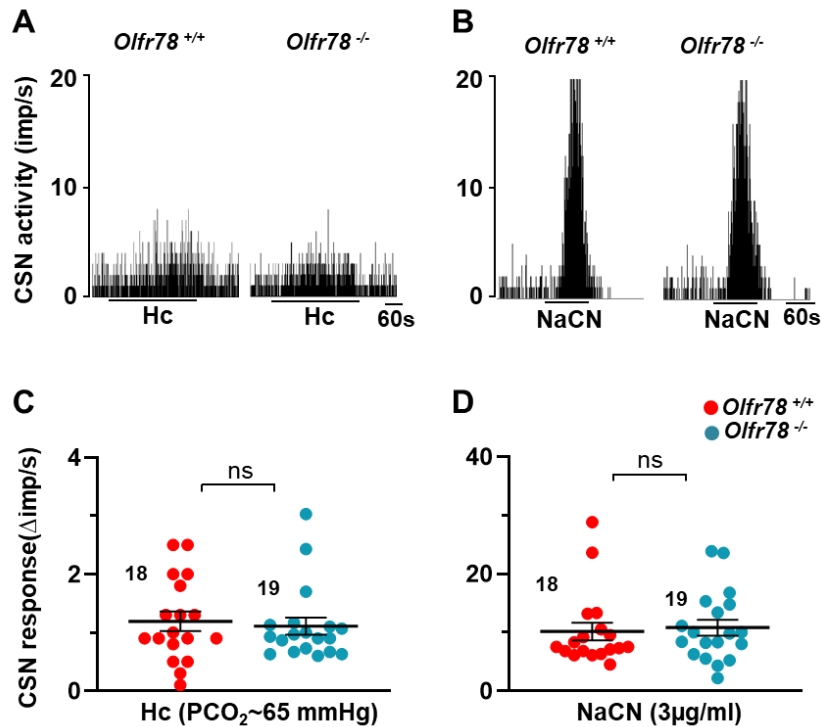 A
Olfr78 +/+
Olfr78 -/-
CSN activity (imp/s)
20
10
0
Hc
Hc
60s
B
Olfr78 +/+
Olfr78 -/-
20
10
0
NaCN
NaCN
60s
C
CSN response(Δimp/s)
4
2
0
ns
18
19
Hc (PCO₂~65 mmHg)
D
Olfr78 +/+
Olfr78 -/-
40
20
0
ns
18
19
NaCN (3µg/ml)